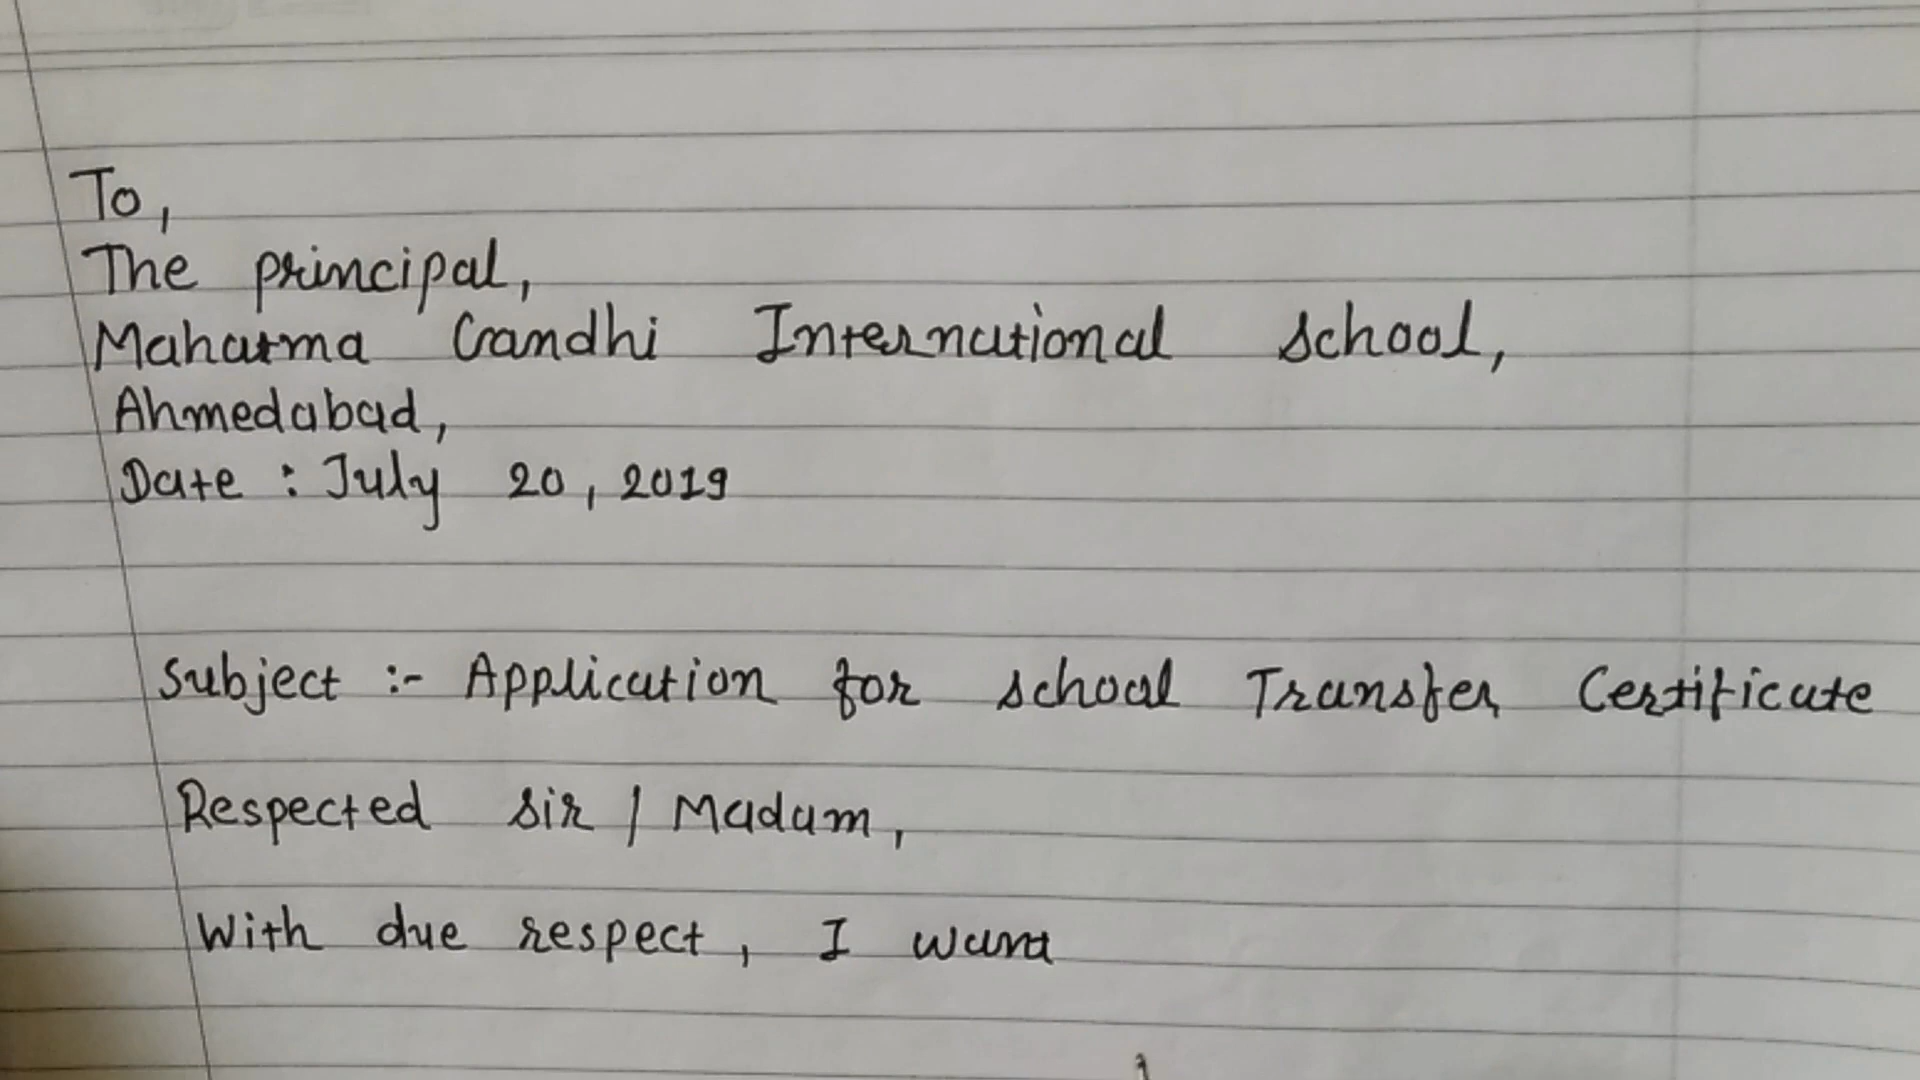 To,
The principal,
Mahatma Gandhi International school,
Ahmedabad,
Date : July 20, 2019
Subject :- Application for school Transfer Certificate
Respected sir / Madam,
With due respect, I want